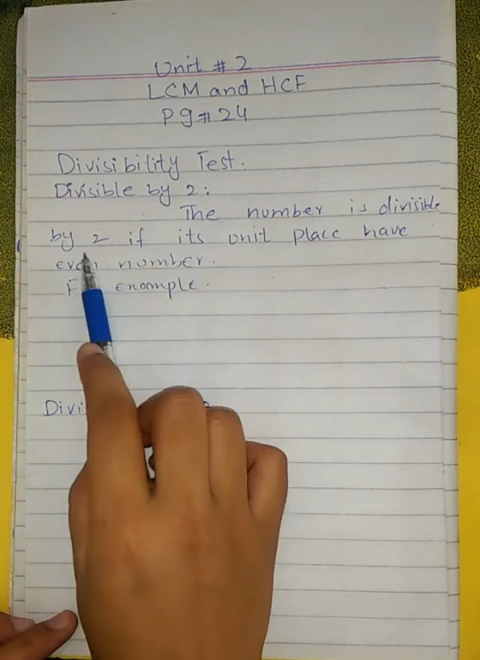 Unit # 2
LCM and HCF
Pg # 24
Divisibility Test.
Divisible by 2:
The number is divisible
by 2 if its unit place have
even number.
example.